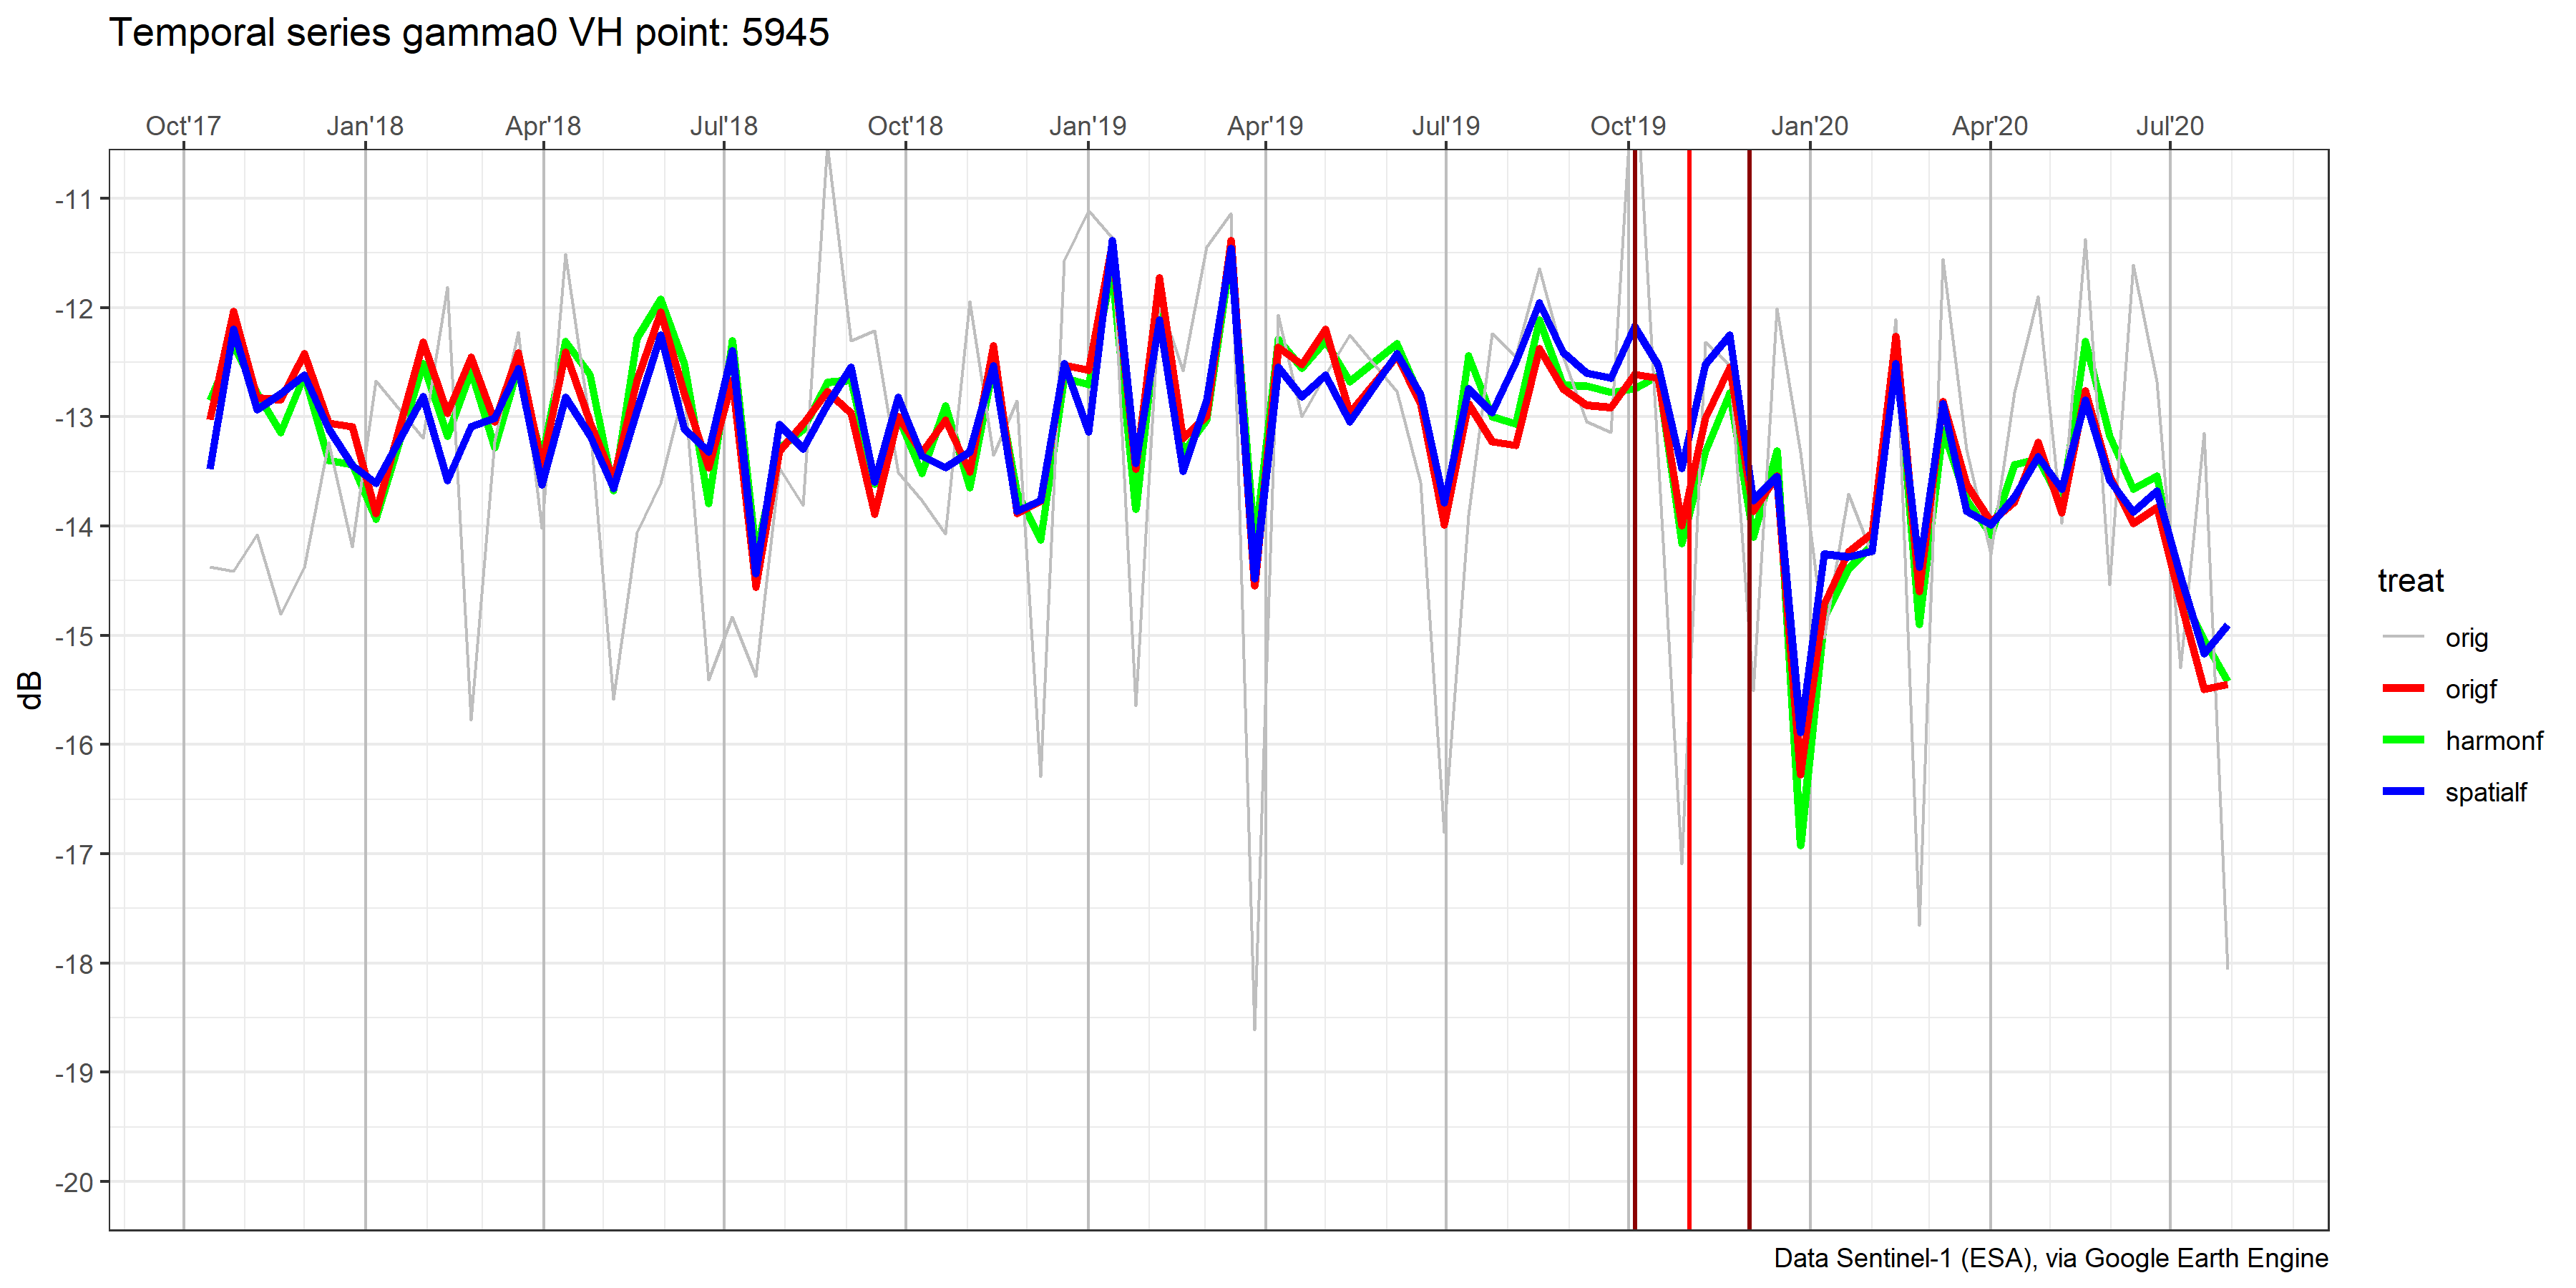 Temporal series gamma0 VH point: 5945
Oct'17 Jan'18 Apr'18 Jul'18 Oct'18 Jan'19 Apr'19 Jul'19 Oct'19 Jan'20 Apr'20 Jul'20
-11
-12
-13
-14
-15
-16
-17
-18
-19
-20
dB
treat
orig
origf
harmonf
spatialf
Data Sentinel-1 (ESA), via Google Earth Engine